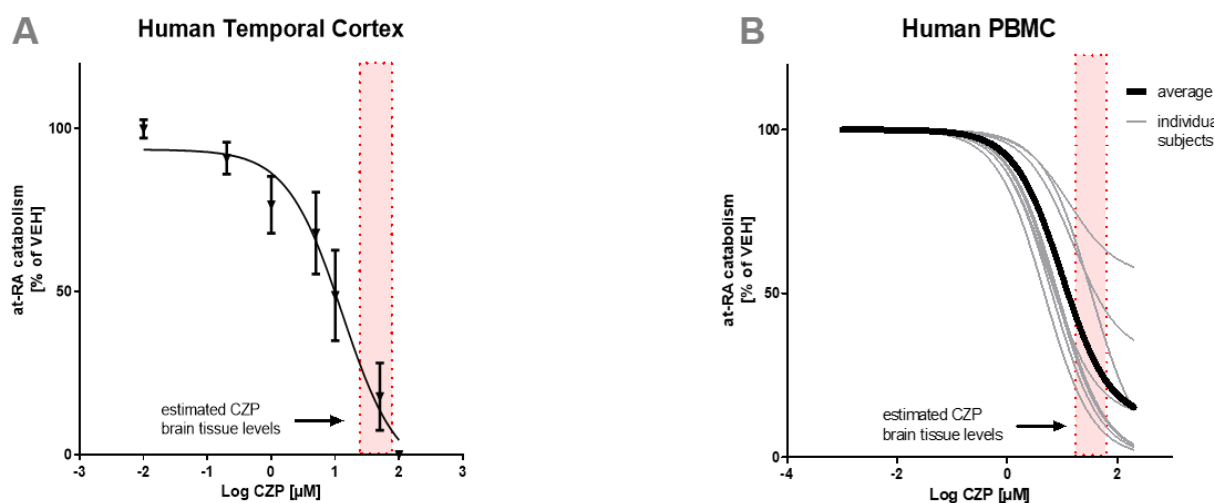 A
Human Temporal Cortex
at-RA catabolism
[% of VEH]
100
50
0
estimated CZP
brain tissue levels
-3
-2
-1
0
1
2
3
Log CZP [µM]
B
Human PBMC
average
individua
subjects
at-RA catabolism
[% of VEH]
100
50
0
estimated CZP
brain tissue levels
-4
-2
0
2
Log CZP [µM]